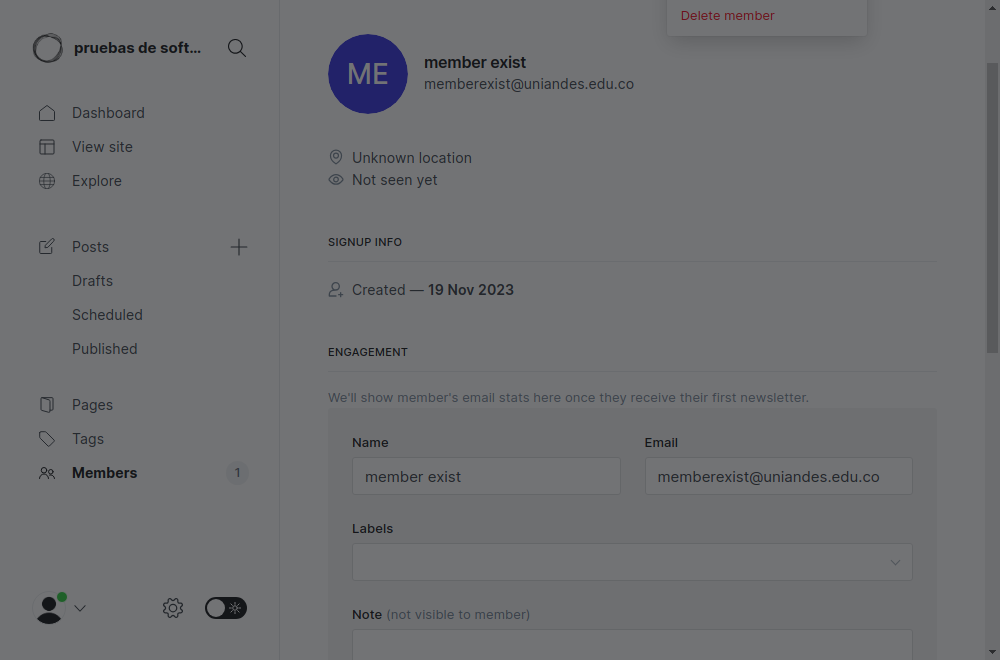 pruebas de soft...
Dashboard
View site
Explore
Posts
Drafts
Scheduled
Published
Pages
Tags
Members 1
Delete member
ME
member exist
memberexist@uniandes.edu.co
Unknown location
Not seen yet
SIGNUP INFO
Created — 19 Nov 2023
ENGAGEMENT
We'll show member's email stats here once they receive their first newsletter.
Name
member exist
Email
memberexist@uniandes.edu.co
Labels
Note (not visible to member)